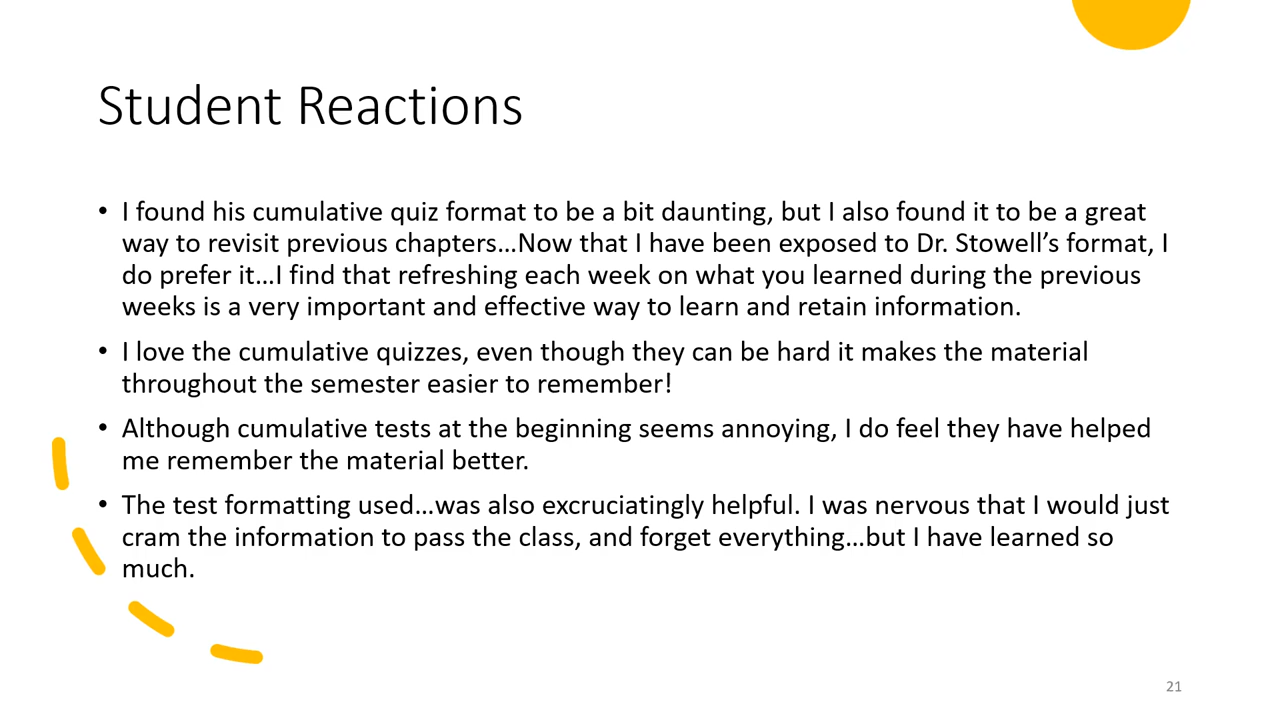 Student Reactions
• I found his cumulative quiz format to be a bit daunting, but I also found it to be a great
way to revisit previous chapters…Now that I have been exposed to Dr. Stowell’s format, I
do prefer it…I find that refreshing each week on what you learned during the previous
weeks is a very important and effective way to learn and retain information.
• I love the cumulative quizzes, even though they can be hard it makes the material
throughout the semester easier to remember!
• Although cumulative tests at the beginning seems annoying, I do feel they have helped
me remember the material better.
• The test formatting used…was also excruciatingly helpful. I was nervous that I would just
cram the information to pass the class, and forget everything…but I have learned so
much.
21